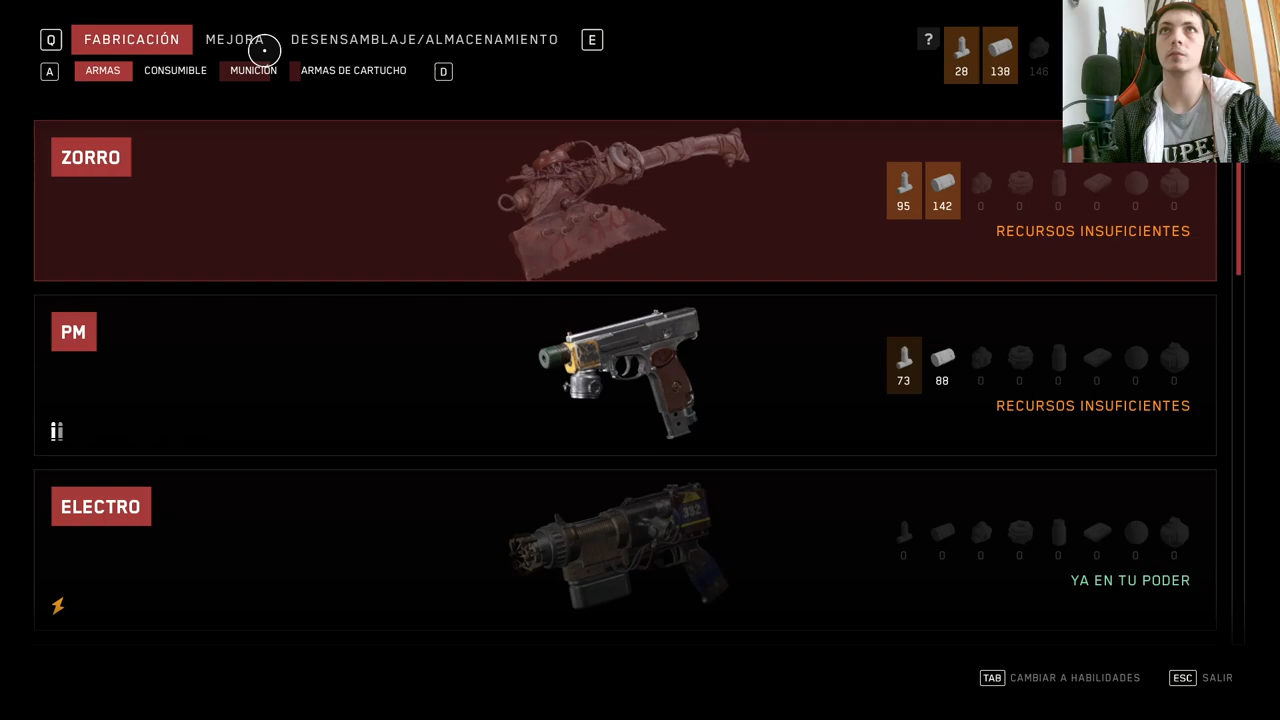 Q FABRICACIÓN MEJORA DESENSAMBLAJE/ALMACENAMIENTO E
A ARMAS CONSUMIBLE MUNICIÓN ARMAS DE CARTUCHO D
? 28 138 146
ZORRO
95 142 0 0 0 0 0 0
RECURSOS INSUFICIENTES
PM
73 88 0 0 0 0 0 0
RECURSOS INSUFICIENTES
ELECTRO
332
0 0 0 0 0 0 0 0
YA EN TU PODER
TAB CAMBIAR A HABILIDADES ESC SALIR